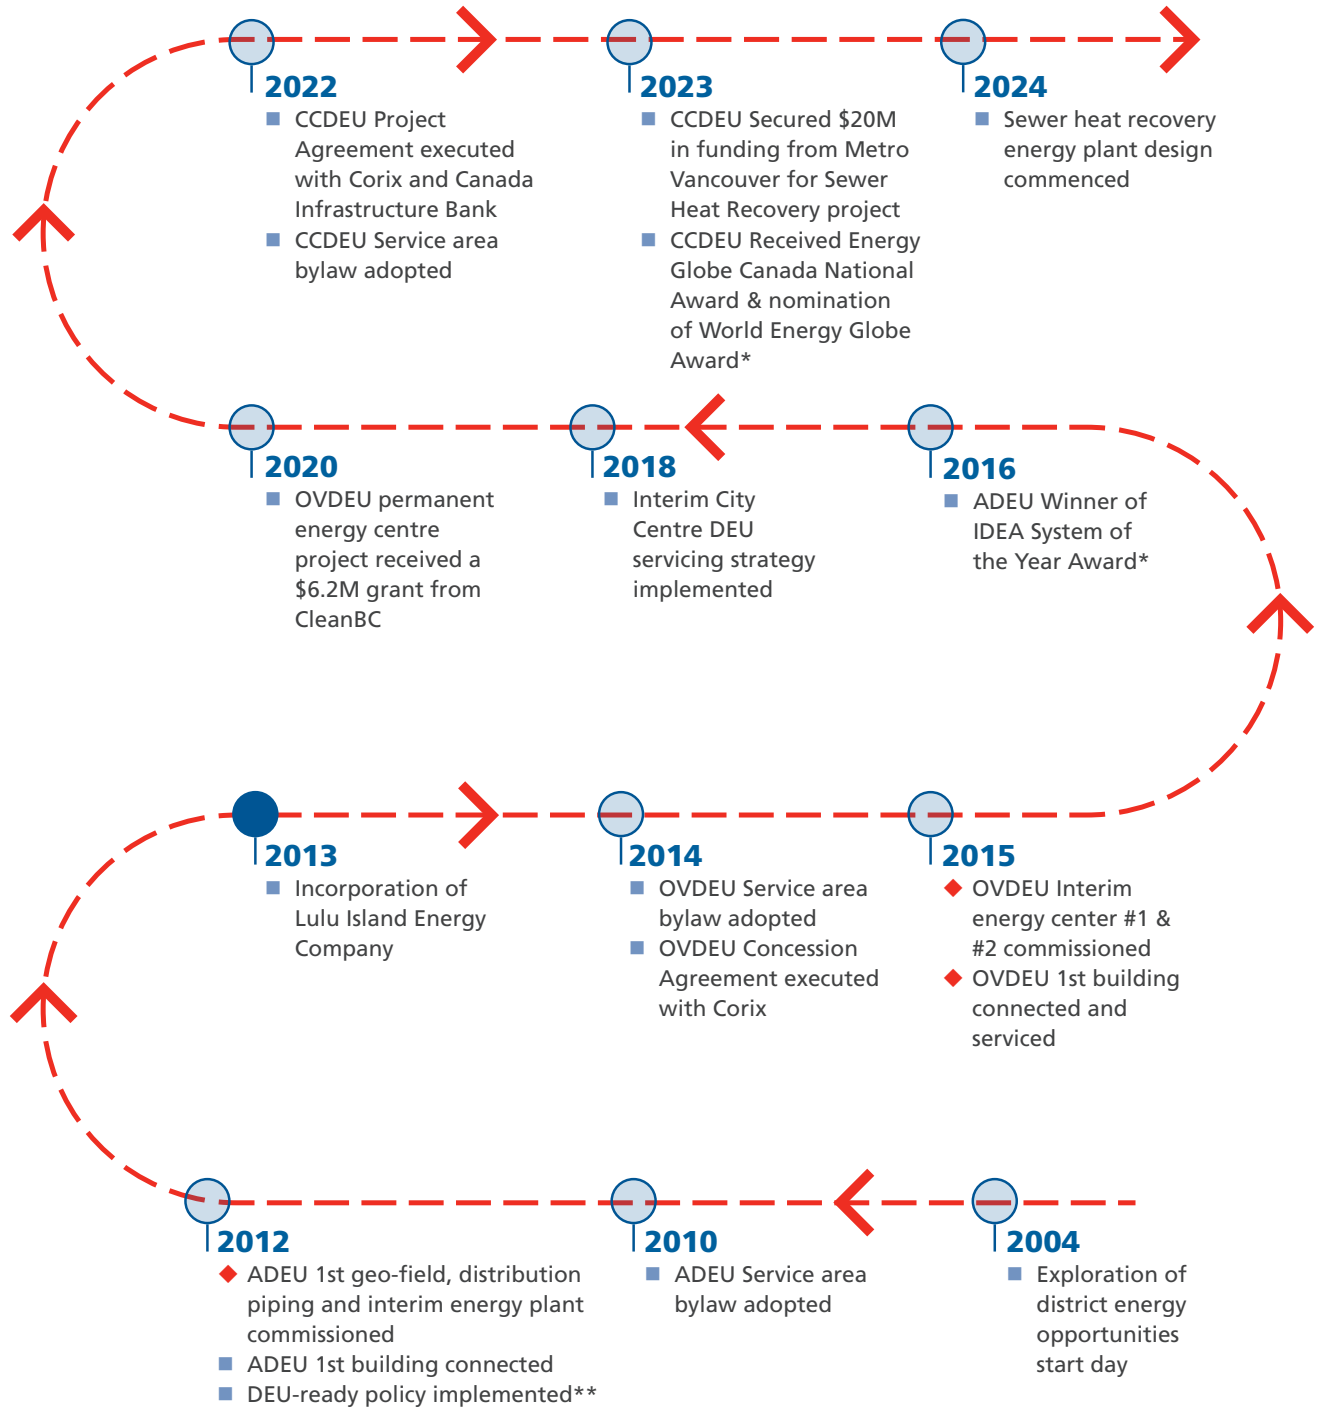 2022
CCDEU Project
Agreement executed
with Corix and Canada
Infrastructure Bank
CCDEU Service area
bylaw adopted
2023
CCDEU Secured $20M
in funding from Metro
Vancouver for Sewer
Heat Recovery project
CCDEU Received Energy
Globe Canada National
Award & nomination
of World Energy Globe
Award*
2024
Sewer heat recovery
energy plant design
commenced
2020
OVDEU permanent
energy centre
project received a
$6.2M grant from
CleanBC
2018
Interim City
Centre DEU
servicing strategy
implemented
2016
ADEU Winner of
IDEA System of
the Year Award*
2013
Incorporation of
Lulu Island Energy
Company
2014
OVDEU Service area
bylaw adopted
OVDEU Concession
Agreement executed
with Corix
2015
OVDEU Interim
energy center #1 &
#2 commissioned
OVDEU 1st building
connected and
serviced
2012
ADEU 1st geo-field, distribution
piping and interim energy plant
commissioned
ADEU 1st building connected
DEU-ready policy implemented**
2010
ADEU Service area
bylaw adopted
2004
Exploration of
district energy
opportunities
start day